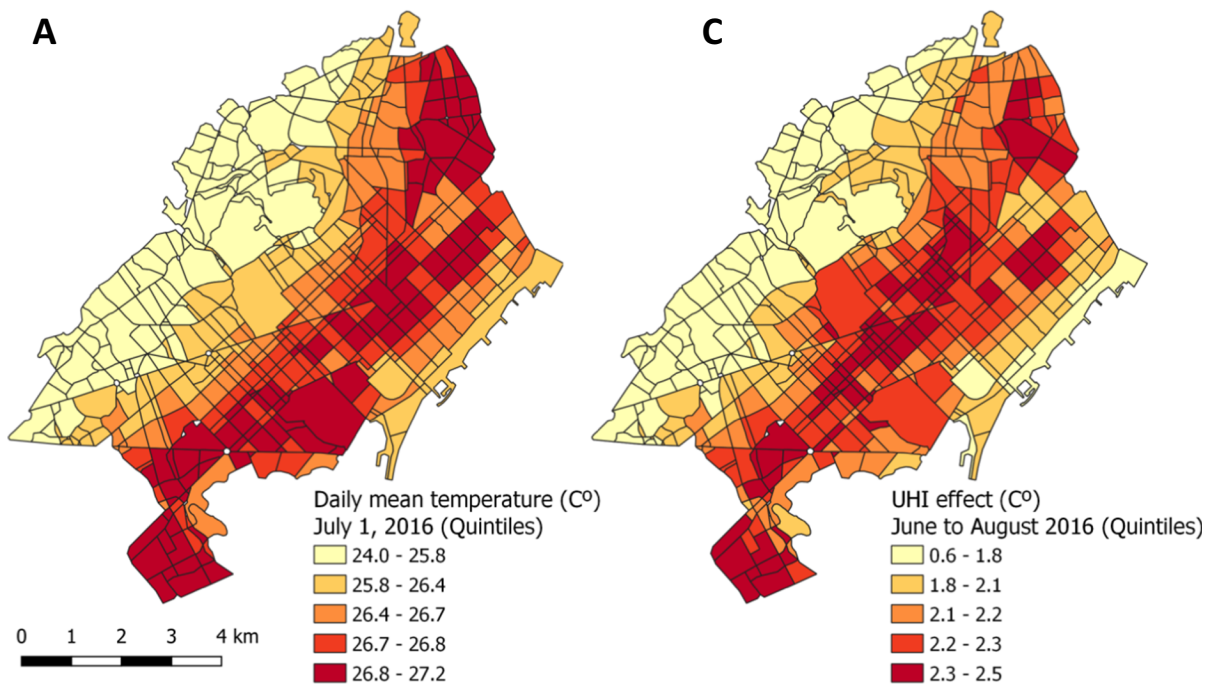 A
C
Daily mean temperature (Cº)
July 1, 2016 (Quintiles)
24.0 - 25.8
25.8 - 26.4
26.4 - 26.7
26.7 - 26.8
26.8 - 27.2
0 1 2 3 4 km
UHI effect (Cº)
June to August 2016 (Quintiles)
0.6 - 1.8
1.8 - 2.1
2.1 - 2.2
2.2 - 2.3
2.3 - 2.5